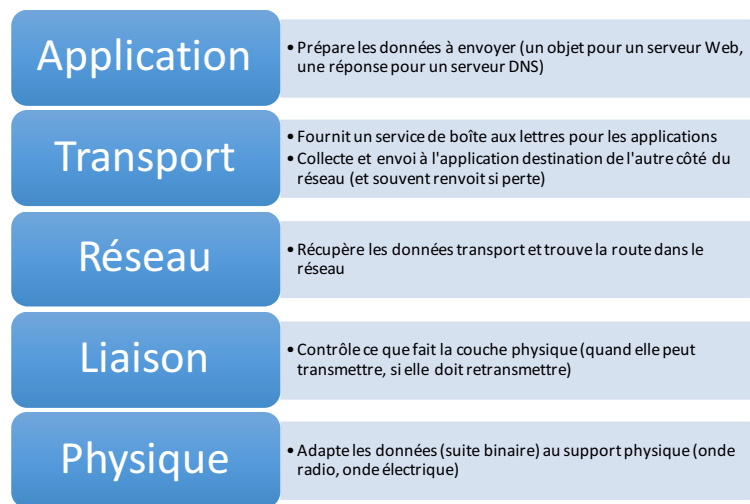 Application
• Prépare les données à envoyer (un objet pour un serveur Web,
une réponse pour un serveur DNS)
Transport
• Fournit un service de boîte aux lettres pour les applications
• Collecte et envoi à l'application destination de l'autre côté du
réseau (et souvent renvoit si perte)
Réseau
• Récupère les données transport et trouve la route dans le
réseau
Liaison
• Contrôle ce que fait la couche physique (quand elle peut
transmettre, si elle doit retransmettre)
Physique
• Adapte les données (suite binaire) au support physique (onde
radio, onde électrique)